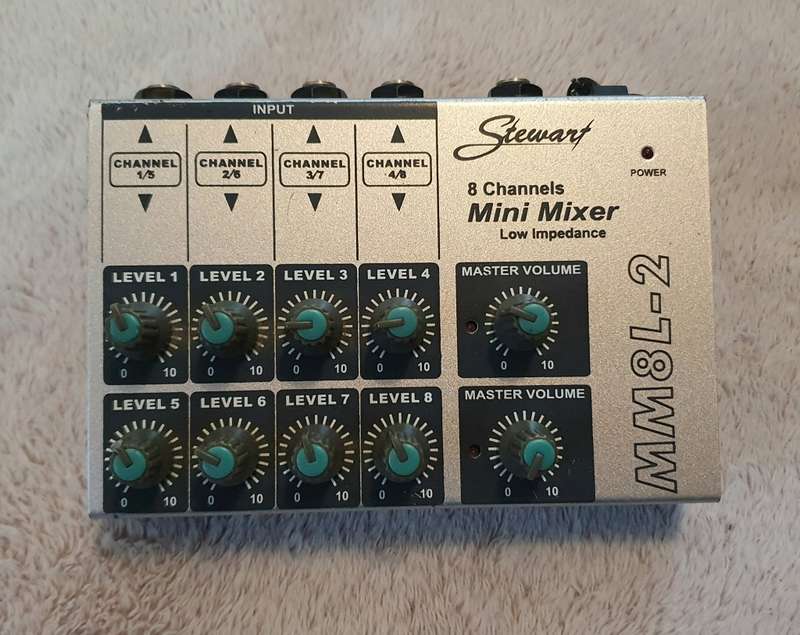 INPUT
CHANNEL
1/5
CHANNEL
2/6
CHANNEL
3/7
CHANNEL
4/8
Stewart
POWER
8 Channels
Mini Mixer
Low Impedance
LEVEL 1
0 10
LEVEL 2
0 10
LEVEL 3
0 10
LEVEL 4
0 10
MASTER VOLUME
0 10
LEVEL 5
0 10
LEVEL 6
0 10
LEVEL 7
0 10
LEVEL 8
0 10
MASTER VOLUME
0 10
MM8L-2